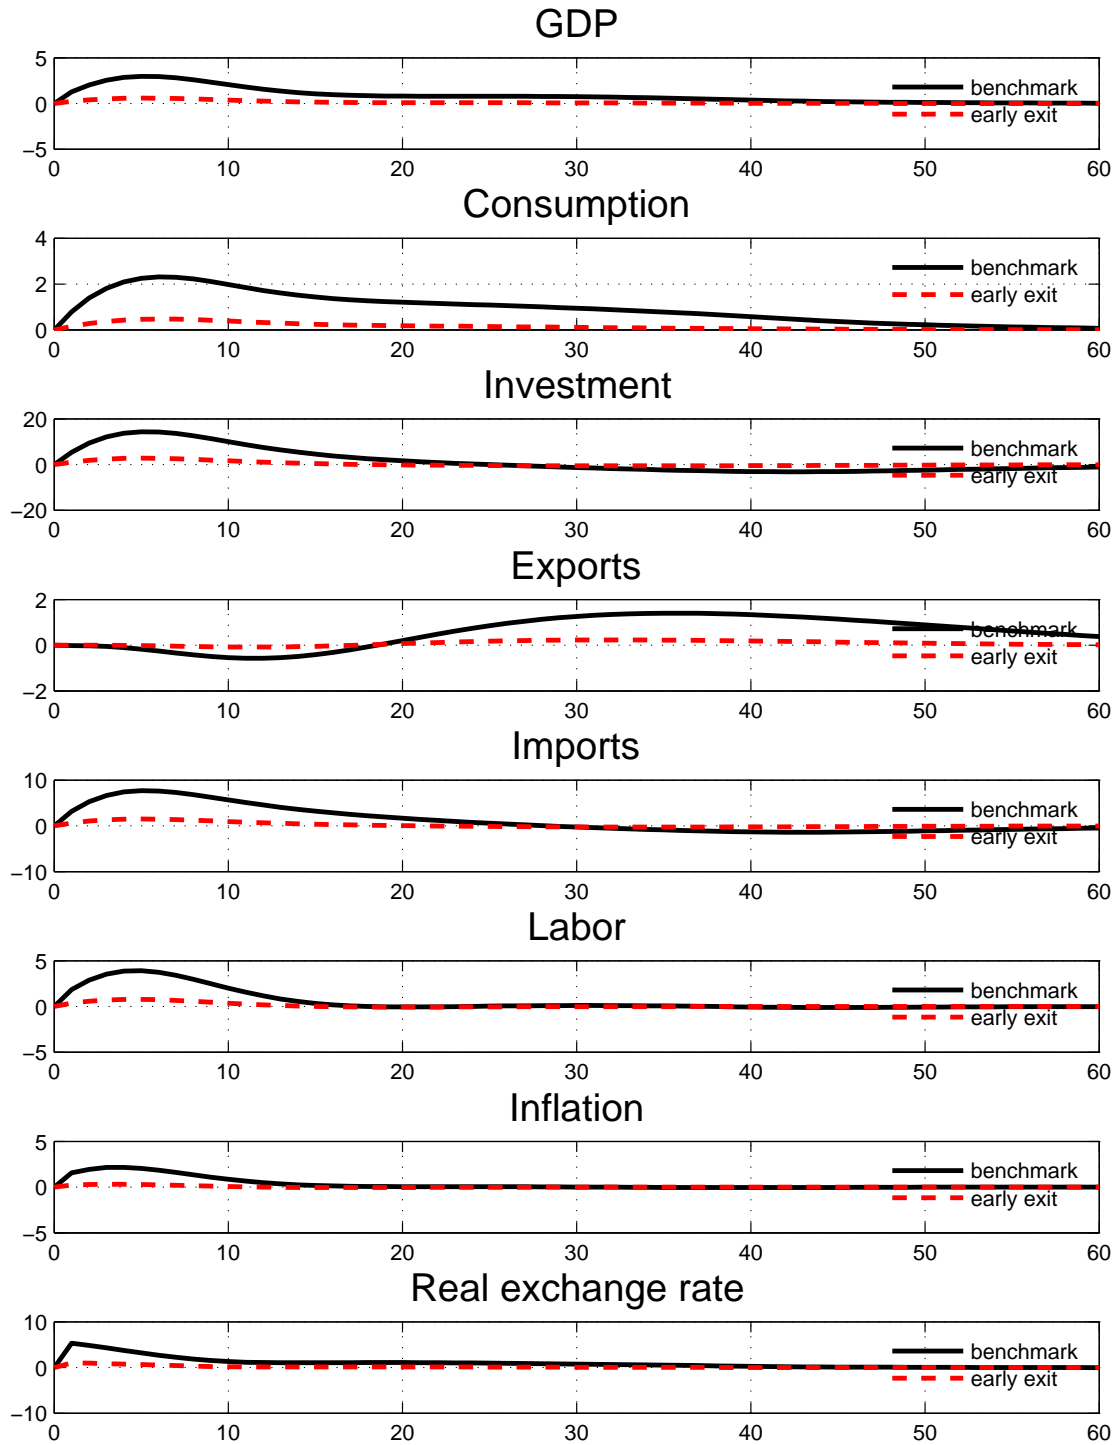 GDP
5
benchmark
0
early exit
−5
0 10 20 30 40 50 60
Consumption
4
benchmark
2
early exit
0
0 10 20 30 40 50 60
Investment
20
benchmark
0
early exit
−20
0 10 20 30 40 50 60
Exports
2
benchmark
0
early exit
−2
0 10 20 30 40 50 60
Imports
10
benchmark
0
early exit
−10
0 10 20 30 40 50 60
Labor
5
benchmark
0
early exit
−5
0 10 20 30 40 50 60
Inflation
5
benchmark
0
early exit
−5
0 10 20 30 40 50 60
Real exchange rate
10
benchmark
0
early exit
−10
0 10 20 30 40 50 60